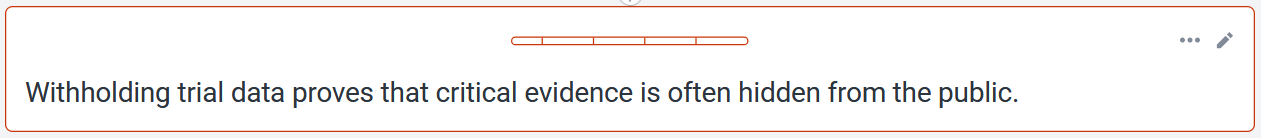 Withholding trial data proves that critical evidence is often hidden from the public.